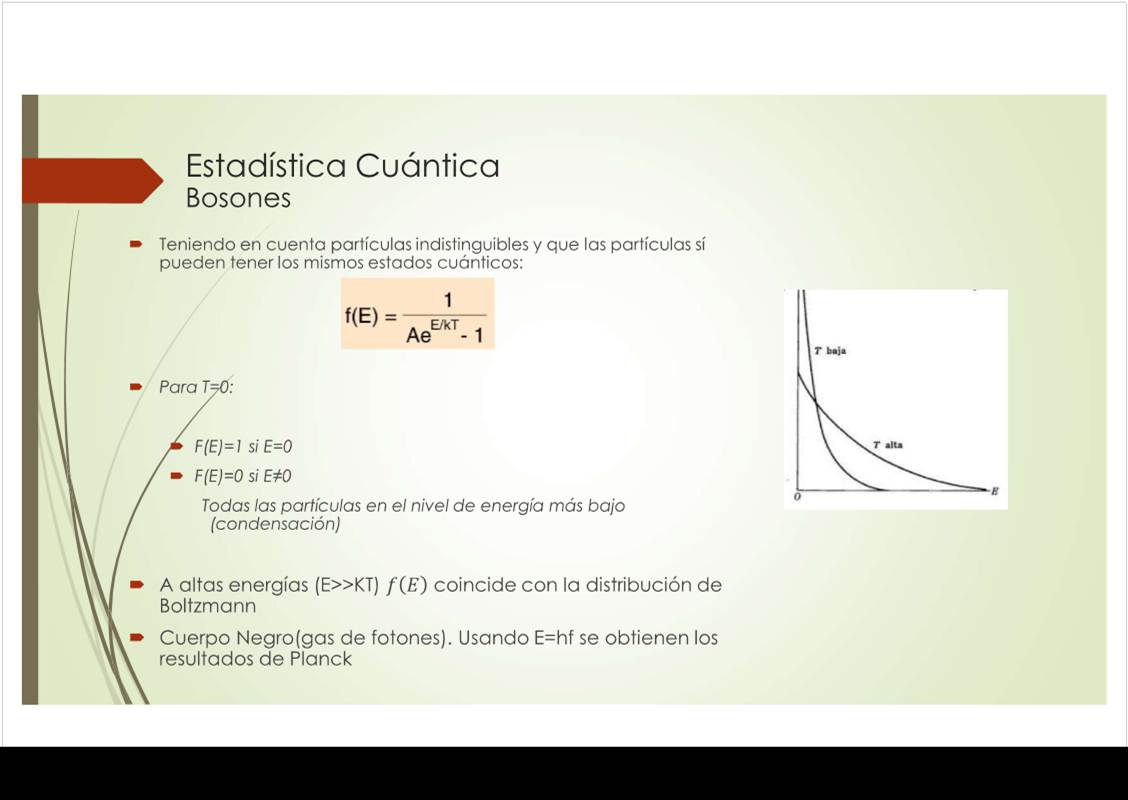 Estadística Cuántica
Bosones
Teniendo en cuenta partículas indistinguibles y que las partículas sí
pueden tener los mismos estados cuánticos:
f(E) = 1 / (Ae^{E/kT} - 1)
Para T=0:
F(E)=1 si E=0
F(E)=0 si E≠0
Todas las partículas en el nivel de energía más bajo
(condensación)
A altas energías (E>>KT) f(E) coincide con la distribución de
Boltzmann
Cuerpo Negro(gas de fotones). Usando E=hf se obtienen los
resultados de Planck
T baja
T alta
O
E